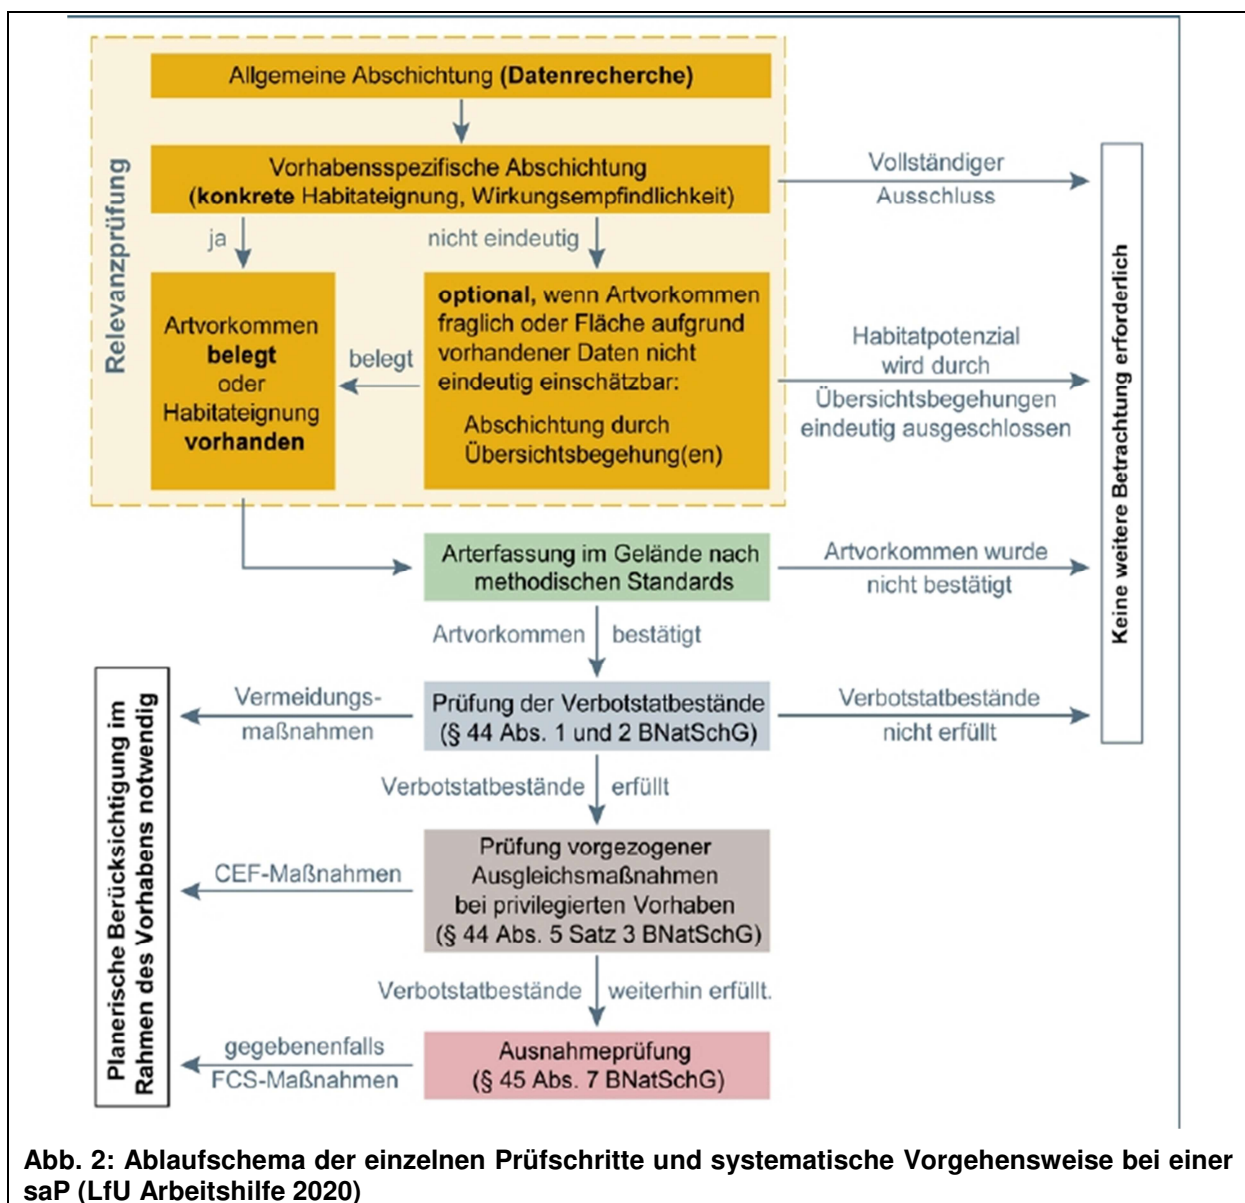 Allgemeine Abschichtung (Datenrecherche)
Relevanzprüfung
Vorhabensspezifische Abschichtung
(konkrete Habitateignung, Wirkungsempfindlichkeit)
Vollständiger
Ausschluss
ja
nicht eindeutig
Artvorkommen
belegt
oder
Habitateignung
vorhanden
belegt
optional, wenn Artvorkommen
fraglich oder Fläche aufgrund
vorhandener Daten nicht
eindeutig einschätzbar:
Abschichtung durch
Übersichtsbegehung(en)
Habitatpotenzial
wird durch
Übersichtsbegehungen
eindeutig ausgeschlossen
Keine weitere Betrachtung erforderlich
Arterfassung im Gelände nach
methodischen Standards
Artvorkommen wurde
nicht bestätigt
Artvorkommen bestätigt
Planerische Berücksichtigung im
Rahmen des Vorhabens notwendig
Vermeidungs-
maßnahmen
Prüfung der Verbotstatbestände
(§ 44 Abs. 1 und 2 BNatSchG)
Verbotstatbestände
nicht erfüllt
Verbotstatbestände erfüllt
CEF-Maßnahmen
Prüfung vorgezogener
Ausgleichsmaßnahmen
bei privilegierten Vorhaben
(§ 44 Abs. 5 Satz 3 BNatSchG)
Verbotstatbestände weiterhin erfüllt.
gegebenenfalls
FCS-Maßnahmen
Ausnahmeprüfung
(§ 45 Abs. 7 BNatSchG)
Abb. 2: Ablaufschema der einzelnen Prüfschritte und systematische Vorgehensweise bei einer
saP (LfU Arbeitshilfe 2020)